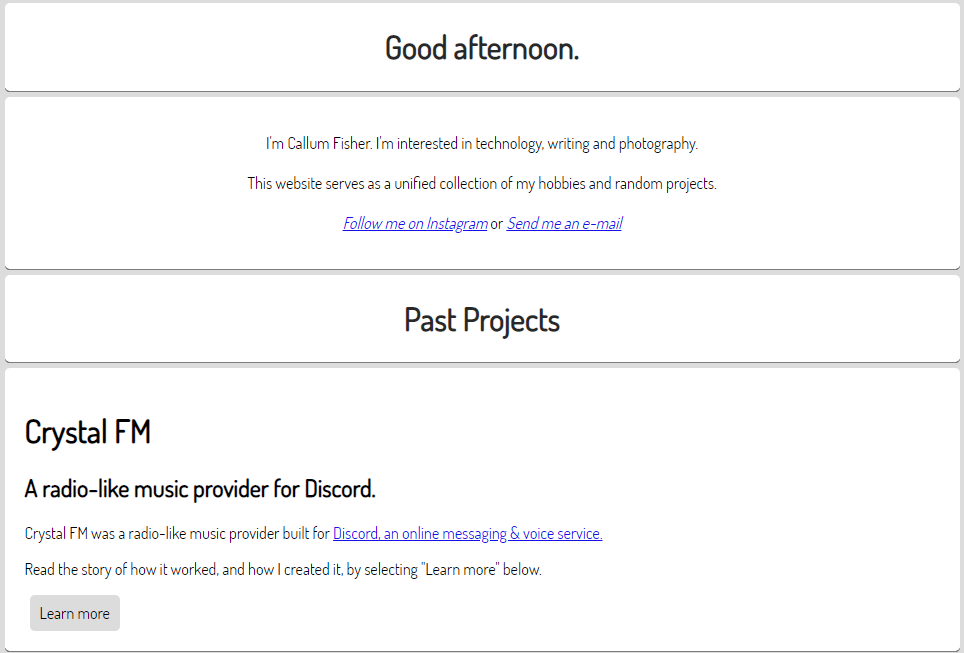 Good afternoon.
I'm Callum Fisher. I'm interested in technology, writing and photography.
This website serves as a unified collection of my hobbies and random projects.
Follow me on Instagram or Send me an e-mail
Past Projects
Crystal FM
A radio-like music provider for Discord.
Crystal FM was a radio-like music provider built for Discord, an online messaging & voice service.
Read the story of how it worked, and how I created it, by selecting "Learn more" below.
Learn more